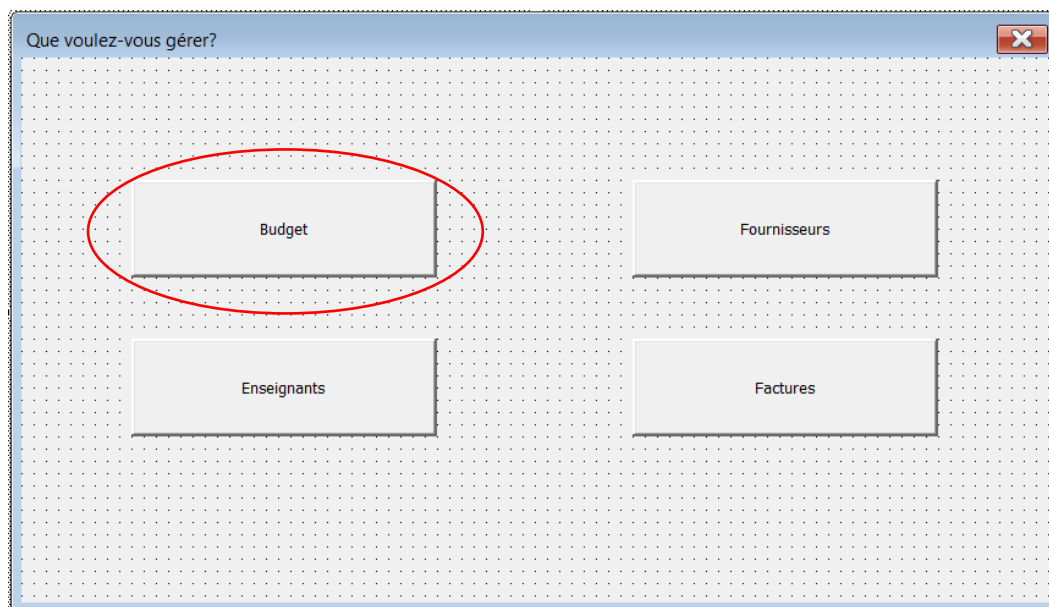 Que voulez-vous gérer?
Budget
Fournisseurs
Enseignants
Factures